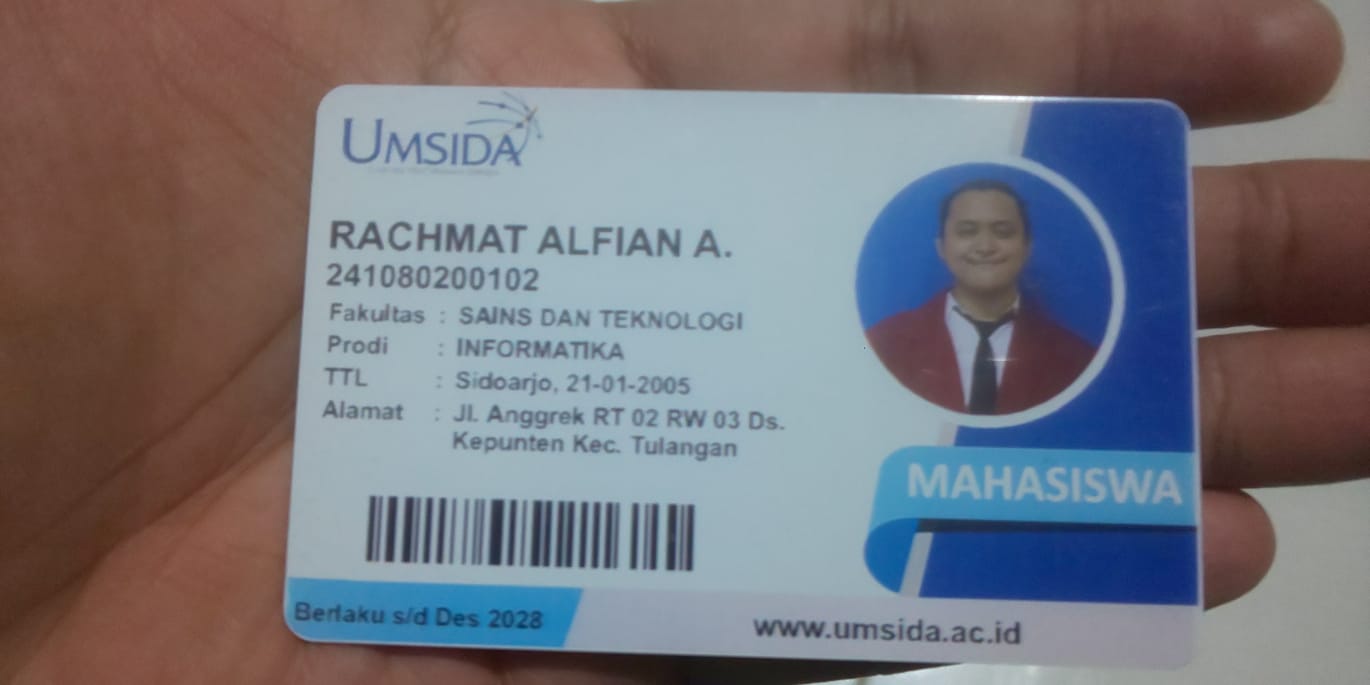 UMSIDA
RACHMAT ALFIAN A.
241080200102
Fakultas : SAINS DAN TEKNOLOGI
Prodi : INFORMATIKA
TTL : Sidoarjo, 21-01-2005
Alamat : Jl. Anggrek RT 02 RW 03 Ds.
Kepunten Kec. Tulangan
MAHASISWA
Berlaku s/d Des 2028
www.umsida.ac.id